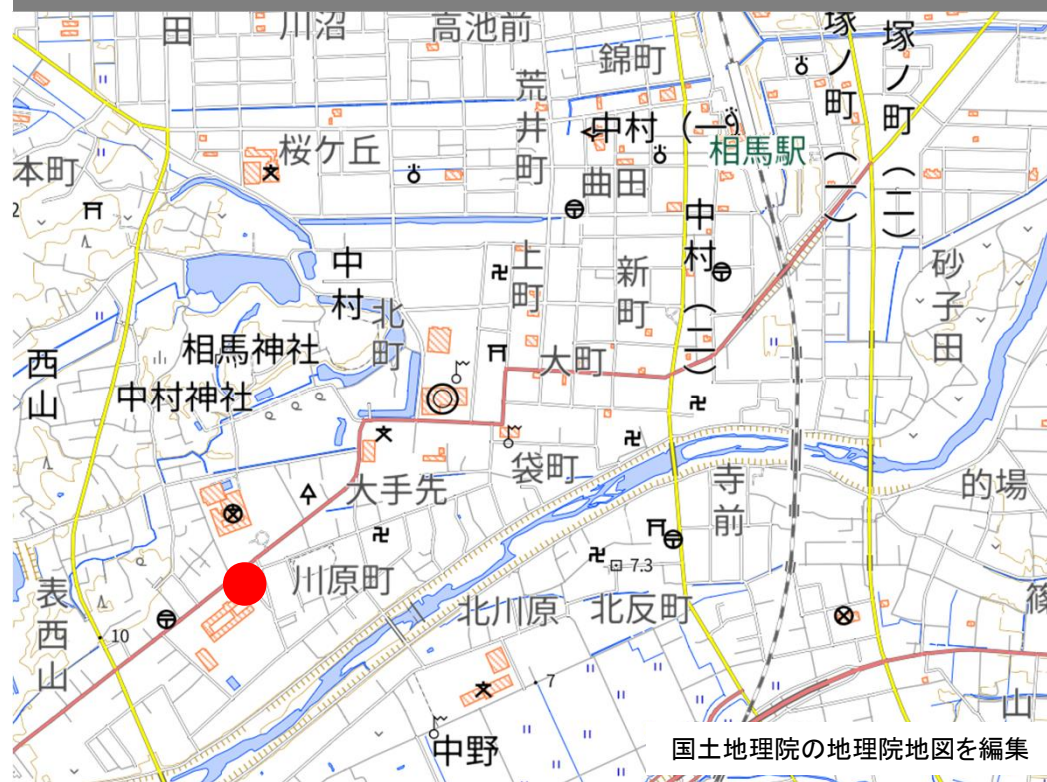 田
川沼
高池前
錦町
荒井町
塚ノ町(一)
塚ノ町(二)
中村(一)
相馬駅
桜ケ丘
本町
2
曲田
中村(二)
中村
北町
上町
新町
砂子田
西山
相馬神社
中村神社
大町
袋町
大手先
寺前
的場
川原町
7.3
表西山
10
北川原
北反町
篠
7
山
中野
国土地理院の地理院地図を編集